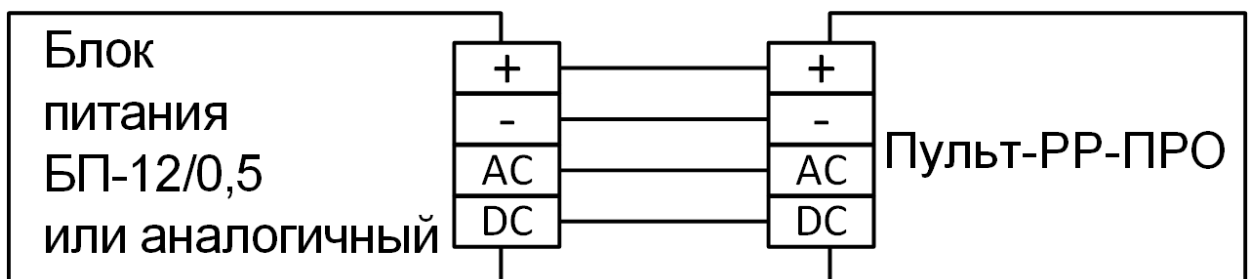 Блок
питания
БП-12/0,5
или аналогичный
+
-
AC
DC
+
-
AC
DC
Пульт-РР-ПРО